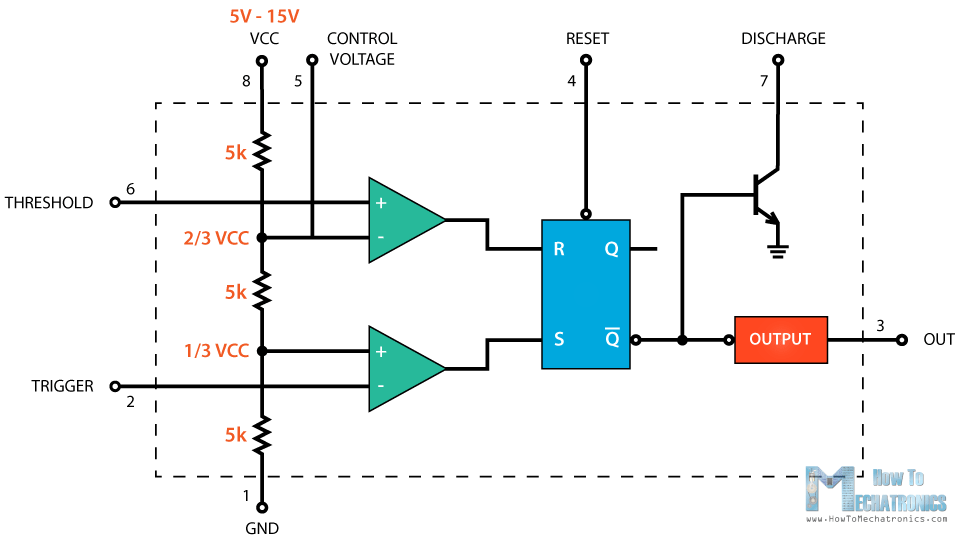 5V - 15V
VCC
CONTROL
VOLTAGE
RESET
DISCHARGE
8
5
4
7
5k
THRESHOLD
6
+
2/3 VCC
-
R
Q
5k
3
S
Q̅
OUTPUT
OUT
1/3 VCC
+
TRIGGER
-
2
5k
1
GND
How To
MECHATRONICS
www.HowToMechatronics.com